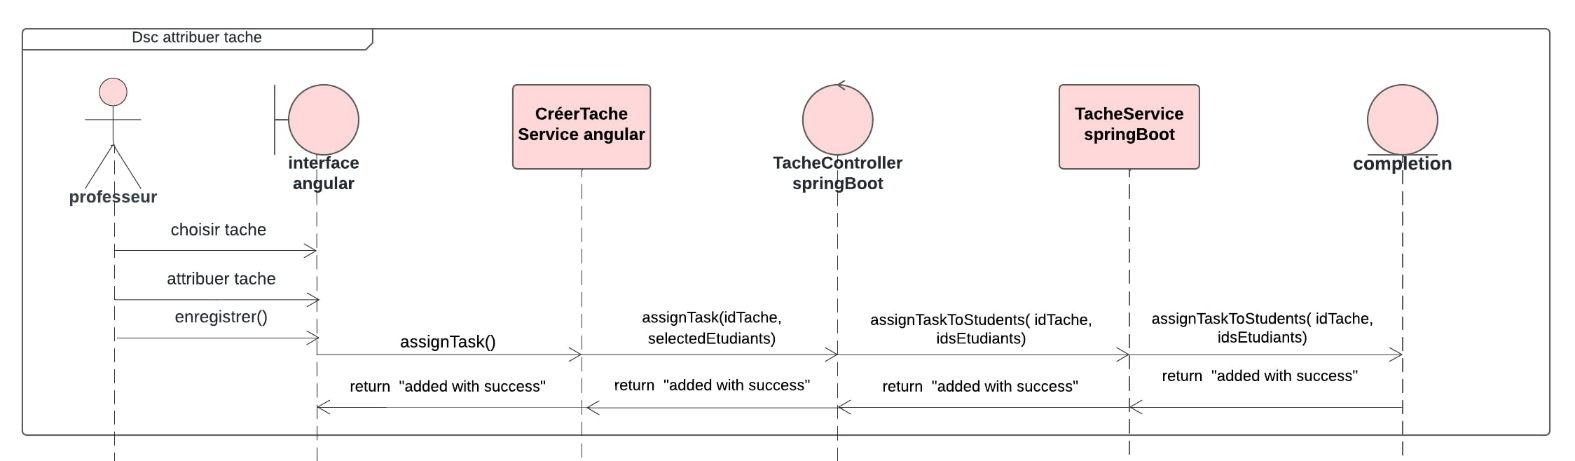 Dsc attribuer tache
professeur
interface
angular
CréerTache
Service angular
TacheController
springBoot
TacheService
springBoot
completion
choisir tache
attribuer tache
enregistrer()
assignTask()
assignTask(idTache,
selectedEtudiants)
assignTaskToStudents( idTache,
idsEtudiants)
assignTaskToStudents( idTache,
idsEtudiants)
return "added with success"
return "added with success"
return "added with success"
return "added with success"